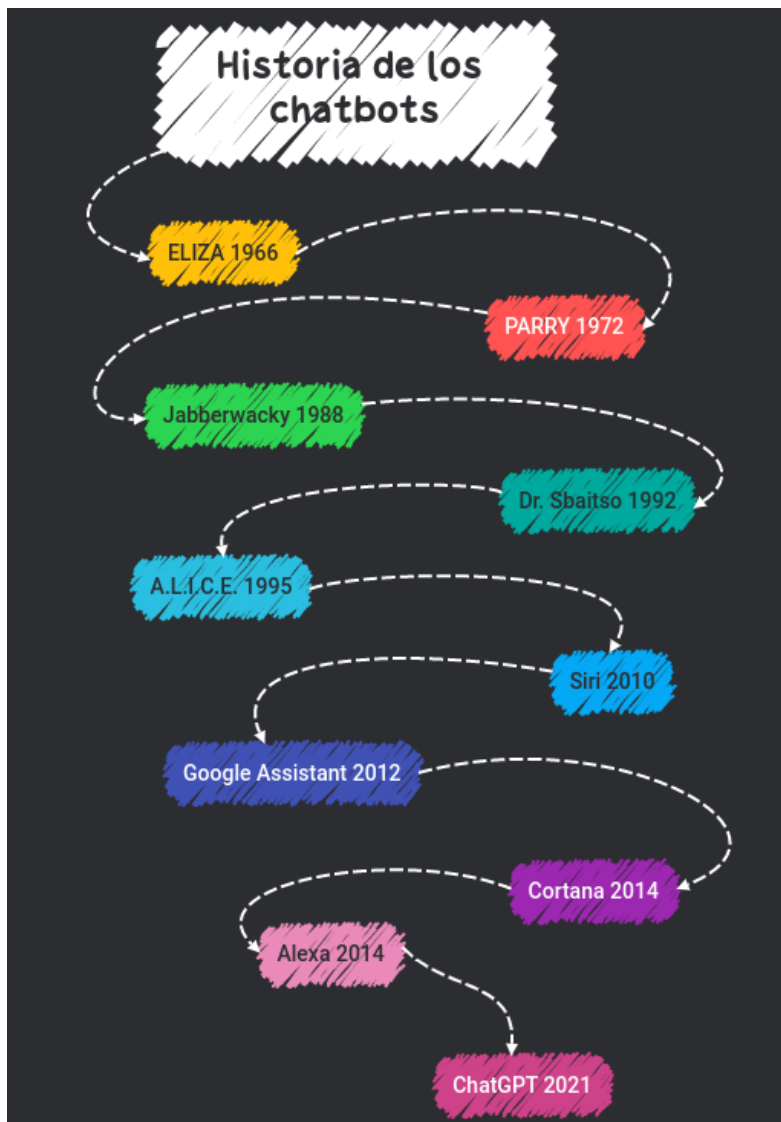 Historia de los
chatbots
ELIZA 1966
PARRY 1972
Jabberwacky 1988
Dr. Sbaitso 1992
A.L.I.C.E. 1995
Siri 2010
Google Assistant 2012
Cortana 2014
Alexa 2014
ChatGPT 2021